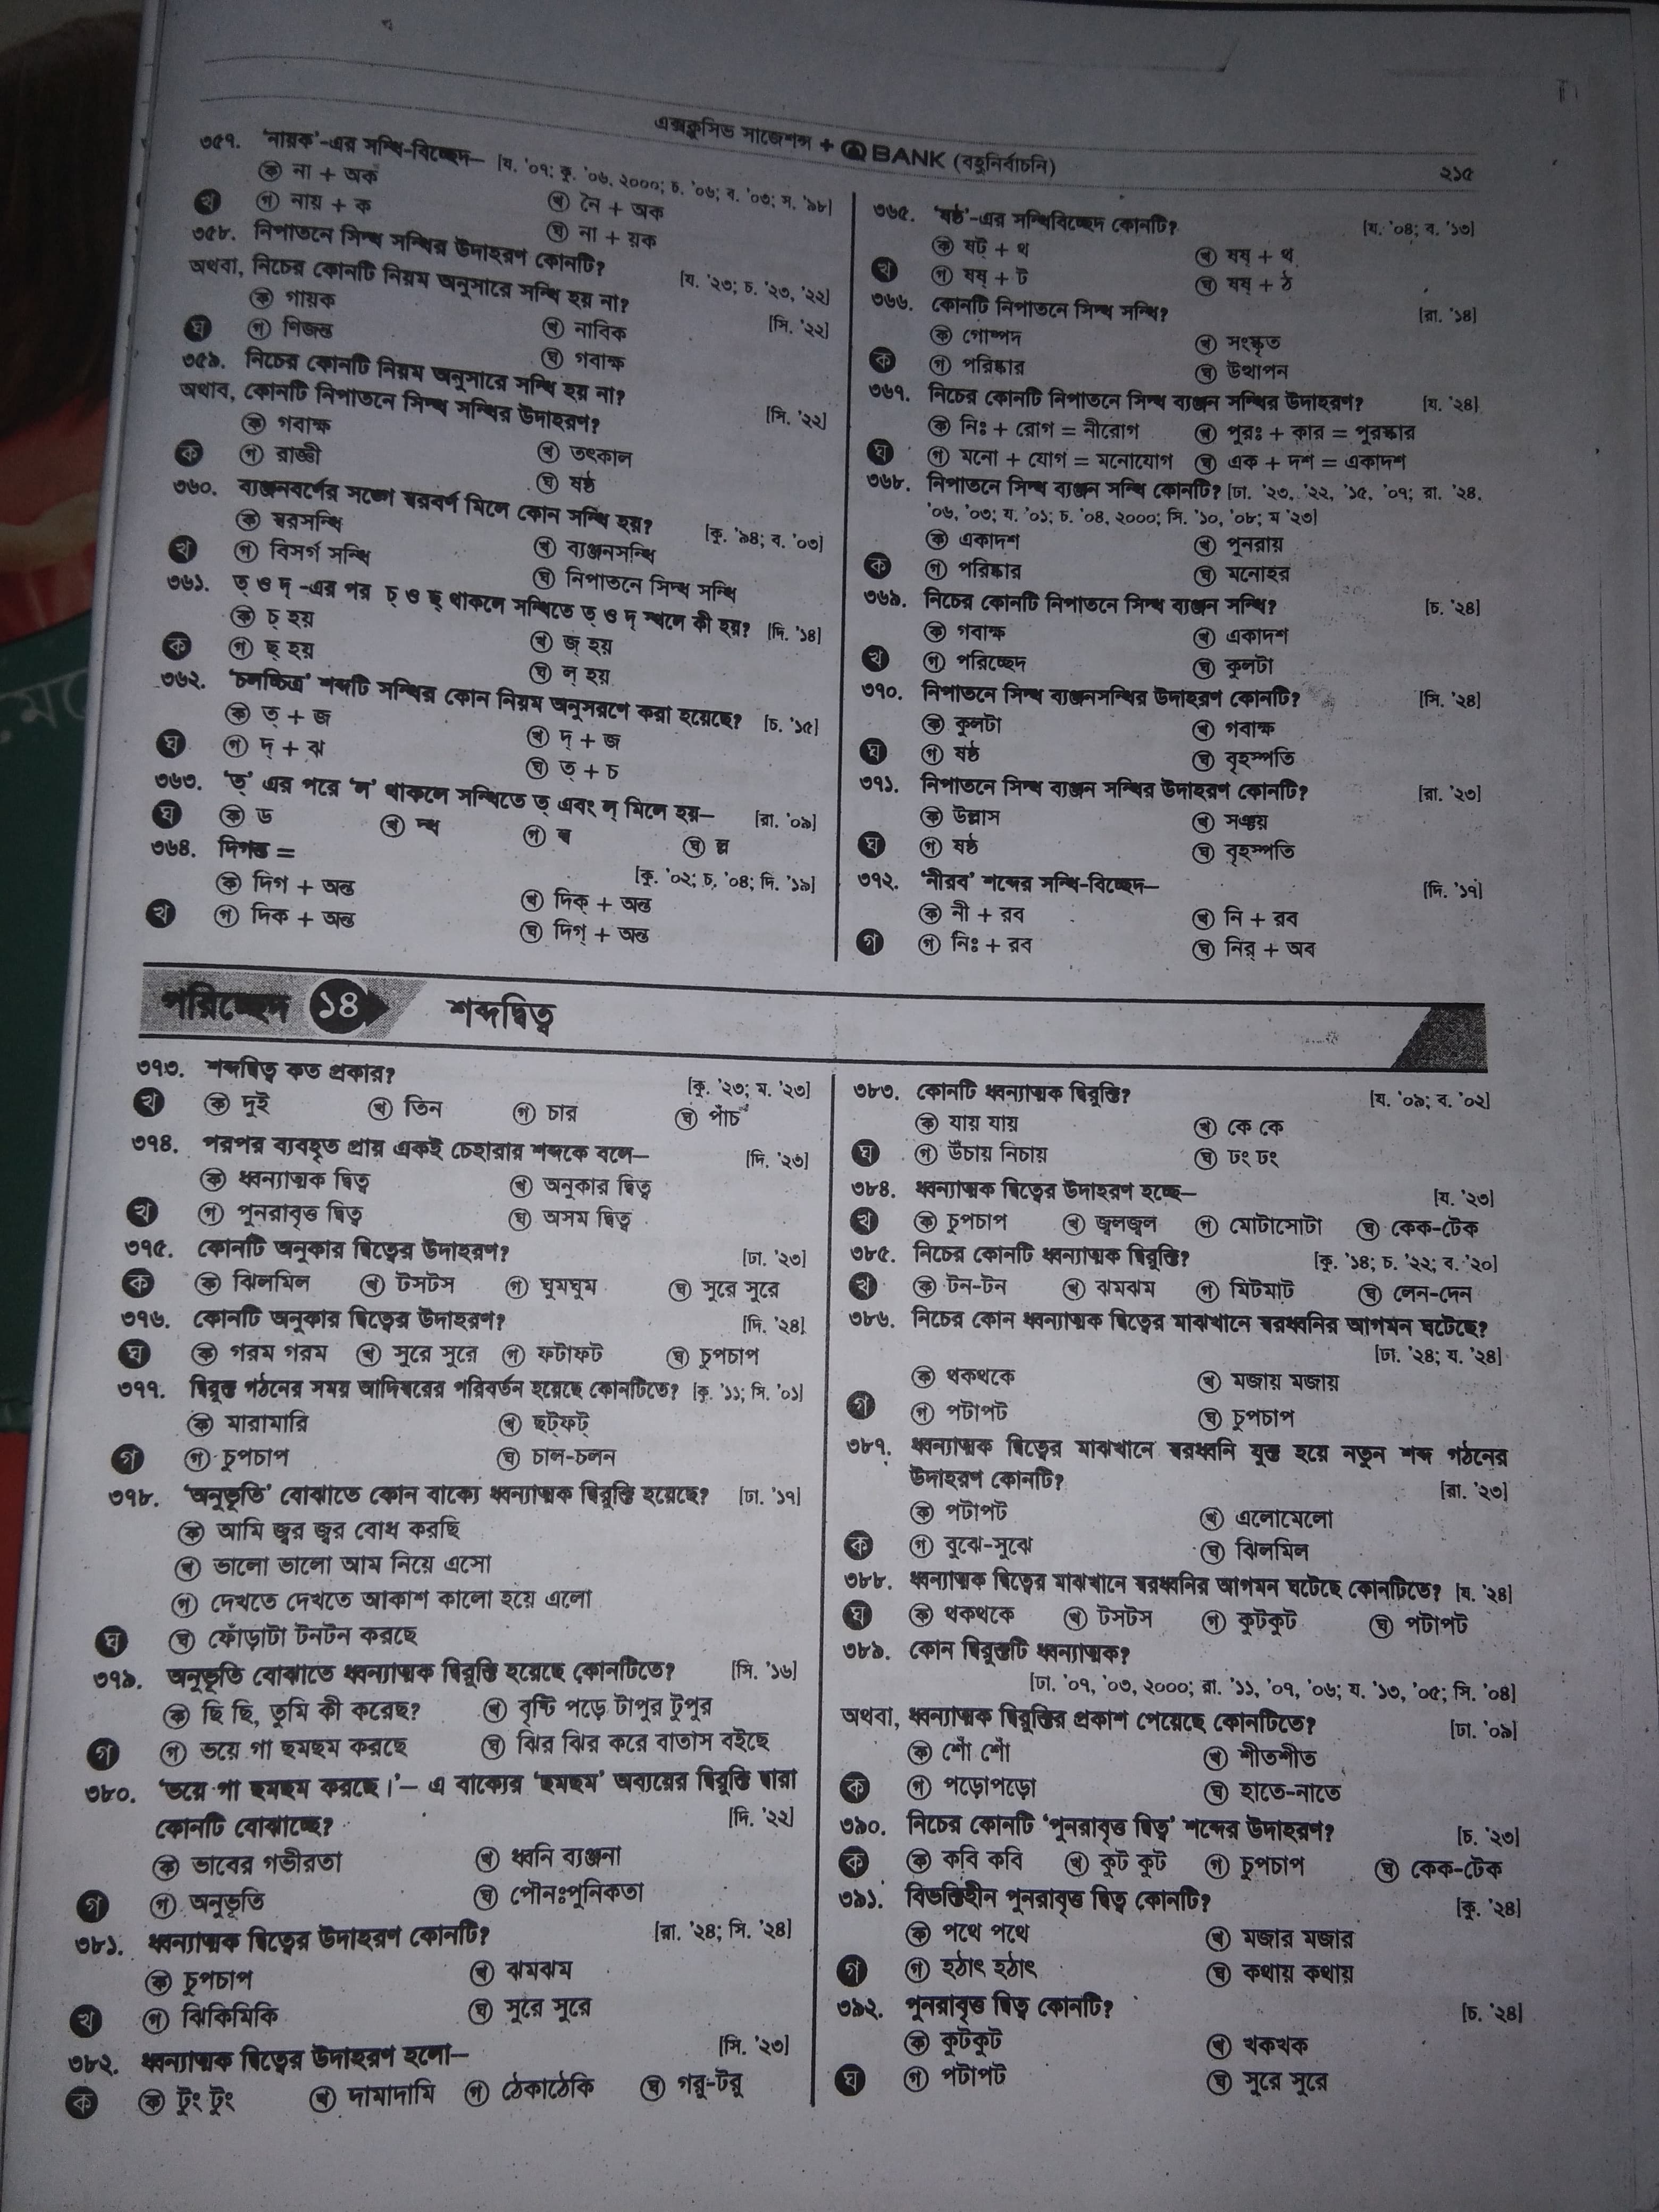 এক্সক্লুসিভ সাজেশন্স + Q BANK (বহুনির্বাচনি)
২১৫
৩৫৭. ‘নায়ক’-এর সন্ধি-বিচ্ছেদ– [য. ’০৭; কু. ’০৬, ২০০০; চ. ’০৬; ব. ’০৩; স. ’৯৮]
ক না + অক
খ নৈ + অক
খ গ নায় + ক
ঘ না + য়ক
৩৫৮. নিপাতনে সিদ্ধ সন্ধির উদাহরণ কোনটি? [য. ’২৩; চ. ’২৩, ’২২]
অথবা, নিচের কোনটি নিয়ম অনুসারে সন্ধি হয় না? [সি. ’২২]
ক গায়ক
খ নাবিক
ঘ গ ণিজন্ত
ঘ গবাক্ষ
৩৫৯. নিচের কোনটি নিয়ম অনুসারে সন্ধি হয় না?
অথাব, কোনটি নিপাতনে সিদ্ধ সন্ধির উদাহরণ? [সি. ’২২]
ক গবাক্ষ
খ তৎকাল
ক গ রাজ্ঞী
ঘ ষষ্ঠ
৩৬০. ব্যঞ্জনবর্ণের সঙ্গে স্বরবর্ণ মিলে কোন সন্ধি হয়? [কু. ’৯৪; ব. ’০৩]
ক স্বরসন্ধি
খ ব্যঞ্জনসন্ধি
খ গ বিসর্গ সন্ধি
ঘ নিপাতনে সিদ্ধ সন্ধি
৩৬১. ত্ ও দ্ -এর পর চ্ ও ছ্ থাকলে সন্ধিতে ত্ ও দ্ স্থলে কী হয়? [দি. ’১৪]
ক চ্ হয়
খ জ্ হয়
ক গ ছ্ হয়
ঘ ল্ হয়
৩৬২. ‘চলচ্চিত্র’ শব্দটি সন্ধির কোন নিয়ম অনুসরণে করা হয়েছে? [চ. ’১৫]
ক ত্ + জ
খ দ্ + জ
ঘ গ দ্ + ঝ
ঘ ত্ + চ
৩৬৩. ‘ত্’ এর পরে ‘ল’ থাকলে সন্ধিতে ত্ এবং ল্ মিলে হয়– [রা. ’০৯]
ঘ ক ড খ দ্ধ গ ল্ব ঘ ল্ল
৩৬৪. দিগন্ত = [কু. ’০২; চ. ’০৪; দি. ’১৯]
ক দিগ + অন্ত
খ দিক্ + অন্ত
খ গ দিক + অন্ত
ঘ দিগ্ + অন্ত
৩৬৫. ‘ষষ্ঠ’-এর সন্ধিবিচ্ছেদ কোনটি? [য. ’০৪; ব. ’১৩]
ক ষট্ + থ
খ ষষ্ + থ
খ গ ষষ্ + ট
ঘ ষষ্ + ঠ
৩৬৬. কোনটি নিপাতনে সিদ্ধ সন্ধি? [রা. ’১৪]
ক গোষ্পদ
খ সংস্কৃত
ক গ পরিষ্কার
ঘ উত্থাপন
৩৬৭. নিচের কোনটি নিপাতনে সিদ্ধ ব্যঞ্জন সন্ধির উদাহরণ? [য. ’২৪]
ক নিঃ + রোগ = নীরোগ
খ পুরঃ + কার = পুরস্কার
ঘ গ মনো + যোগ = মনোযোগ
ঘ এক + দশ = একাদশ
৩৬৮. নিপাতনে সিদ্ধ ব্যঞ্জন সন্ধি কোনটি? [ঢা. ’২৩, ’২২, ’১৫, ’০৭; রা. ’২৪,
’০৬, ’০৩; য. ’০১; চ. ’০৪, ২০০০; সি. ’১০, ’০৮; ম ’২৩]
ক একাদশ
খ পুনরায়
ক গ পরিষ্কার
ঘ মনোহর
৩৬৯. নিচের কোনটি নিপাতনে সিদ্ধ ব্যঞ্জন সন্ধি? [চ. ’২৪]
ক গবাক্ষ
খ একাদশ
খ গ পরিচ্ছেদ
ঘ কুলটা
৩৭০. নিপাতনে সিদ্ধ ব্যঞ্জনসন্ধির উদাহরণ কোনটি? [সি. ’২৪]
ক কুলটা
খ গবাক্ষ
ঘ গ ষষ্ঠ
ঘ বৃহস্পতি
৩৭১. নিপাতনে সিদ্ধ ব্যঞ্জন সন্ধির উদাহরণ কোনটি? [রা. ’২৩]
ক উল্লাস
খ সঞ্চয়
ঘ গ ষষ্ঠ
ঘ বৃহস্পতি
৩৭২. ‘নীরব’ শব্দের সন্ধি-বিচ্ছেদ– [দি. ’১৭]
ক নী + রব
খ নি + রব
গ গ নিঃ + রব
ঘ নির্ + অব
পরিচ্ছেদ ১৪ শব্দদ্বিত্ব
৩৭৩. শব্দদ্বিত্ব কত প্রকার? [কু. ’২৩; ম. ’২৩]
খ ক দুই খ তিন গ চার ঘ পাঁচ
৩৭৪. পরপর ব্যবহৃত প্রায় একই চেহারার শব্দকে বলে– [দি. ’২৩]
ক ধ্বন্যাত্মক দ্বিত্ব
খ অনুকার দ্বিত্ব
খ গ পুনরাবৃত্ত দ্বিত্ব
ঘ অসম দ্বিত্ব
৩৭৫. কোনটি অনুকার দ্বিত্বের উদাহরণ? [ঢা. ’২৩]
ক ক ঝিলমিল খ টসটস গ ঘুমঘুম ঘ সুরে সুরে
৩৭৬. কোনটি অনুকার দ্বিত্বের উদাহরণ? [দি. ’২৪]
ঘ ক গরম গরম খ সুরে সুরে গ ফটাফট ঘ চুপচাপ
৩৭৭. দ্বিরুক্ত গঠনের সময় আদিস্বরের পরিবর্তন হয়েছে কোনটিতে? [কু. ’১১; সি. ’০১]
ক মারামারি
খ ছট্‌ফট্
গ গ চুপচাপ
ঘ চাল-চলন
৩৭৮. ‘অনুভূতি’ বোঝাতে কোন বাক্যে ধ্বন্যাত্মক দ্বিরুক্তি হয়েছে? [ঢা. ’১৭]
ক আমি জ্বর জ্বর বোধ করছি
খ ভালো ভালো আম নিয়ে এসো
গ দেখতে দেখতে আকাশ কালো হয়ে এলো
ঘ ঘ ফোঁড়াটা টনটন করছে
৩৭৯. অনুভূতি বোঝাতে ধ্বন্যাত্মক দ্বিরুক্তি হয়েছে কোনটিতে? [সি. ’১৬]
ক ছি ছি, তুমি কী করেছ?
খ বৃষ্টি পড়ে টাপুর টুপুর
গ গ ভয়ে গা ছমছম করছে
ঘ ঝির ঝির করে বাতাস বইছে
৩৮০. ‘ভয়ে গা ছমছম করছে।’– এ বাক্যের ‘ছমছম’ অব্যয়ের দ্বিরুক্তি দ্বারা
কোনটি বোঝাচ্ছে? [দি. ’২২]
ক ভাবের গভীরতা
খ ধ্বনি ব্যঞ্জনা
গ গ অনুভূতি
ঘ পৌনঃপুনিকতা
৩৮১. ধ্বন্যাত্মক দ্বিত্বের উদাহরণ কোনটি? [রা. ’২৪; সি. ’২৪]
ক চুপচাপ
খ ঝমঝম
খ গ ঝিকিমিকি
ঘ সুরে সুরে
৩৮২. ধ্বন্যাত্মক দ্বিত্বের উদাহরণ হলো– [সি. ’২৩]
ক ক টুং টুং খ দামাদামি গ ঠেকাঠেকি ঘ গরু-টরু
৩৮৩. কোনটি ধ্বন্যাত্মক দ্বিরুক্তি? [য. ’০৯; ব. ’০২]
ক যায় যায়
খ কে কে
ঘ গ উঁচায় নিচায়
ঘ ঢং ঢং
৩৮৪. ধ্বন্যাত্মক দ্বিত্বের উদাহরণ হচ্ছে– [য. ’২৩]
খ ক চুপচাপ খ জ্বলজ্বল গ মোটাসোটা ঘ কেক-টেক
৩৮৫. নিচের কোনটি ধ্বন্যাত্মক দ্বিরুক্তি? [কু. ’১৪; চ. ’২২; ব. ’২০]
খ ক টন-টন খ ঝমঝম গ মিটমাট ঘ লেন-দেন
৩৮৬. নিচের কোন ধ্বন্যাত্মক দ্বিত্বের মাঝখানে স্বরধ্বনির আগমন ঘটেছে?
[ঢা. ’২৪; য. ’২৪]
ক থকথকে
খ মজায় মজায়
গ গ পটাপট
ঘ চুপচাপ
৩৮৭. ধ্বন্যাত্মক দ্বিত্বের মাঝখানে স্বরধ্বনি যুক্ত হয়ে নতুন শব্দ গঠনের
উদাহরণ কোনটি? [রা. ’২৩]
ক পটাপট
খ এলোমেলো
ক গ বুঝে-সুঝে
ঘ ঝিলমিল
৩৮৮. ধ্বন্যাত্মক দ্বিত্বের মাঝখানে স্বরধ্বনির আগমন ঘটেছে কোনটিতে? [য. ’২৪]
ঘ ক থকথকে খ টসটস গ কুটকুট ঘ পটাপট
৩৮৯. কোন দ্বিরুক্তটি ধ্বন্যাত্মক?
[ঢা. ’০৭, ’০৩, ২০০০; রা. ’১১, ’০৭, ’০৬; য. ’১৩, ’০৫; সি. ’০৪]
অথবা, ধ্বন্যাত্মক দ্বিরুক্তির প্রকাশ পেয়েছে কোনটিতে? [ঢা. ’০৯]
ক শোঁ শোঁ
খ শীতশীত
ক গ পড়োপড়ো
ঘ হাতে-নাতে
৩৯০. নিচের কোনটি ‘পুনরাবৃত্ত দ্বিত্ব’ শব্দের উদাহরণ? [চ. ’২৩]
ক ক কবি কবি খ কুট কুট গ চুপচাপ ঘ কেক-টেক
৩৯১. বিভক্তিহীন পুনরাবৃত্ত দ্বিত্ব কোনটি? [কু. ’২৪]
ক পথে পথে
খ মজার মজার
গ গ হঠাৎ হঠাৎ
ঘ কথায় কথায়
৩৯২. পুনরাবৃত্ত দ্বিত্ব কোনটি? [চ. ’২৪]
ক কুটকুট
খ খকখক
ঘ গ পটাপট
ঘ সুরে সুরে